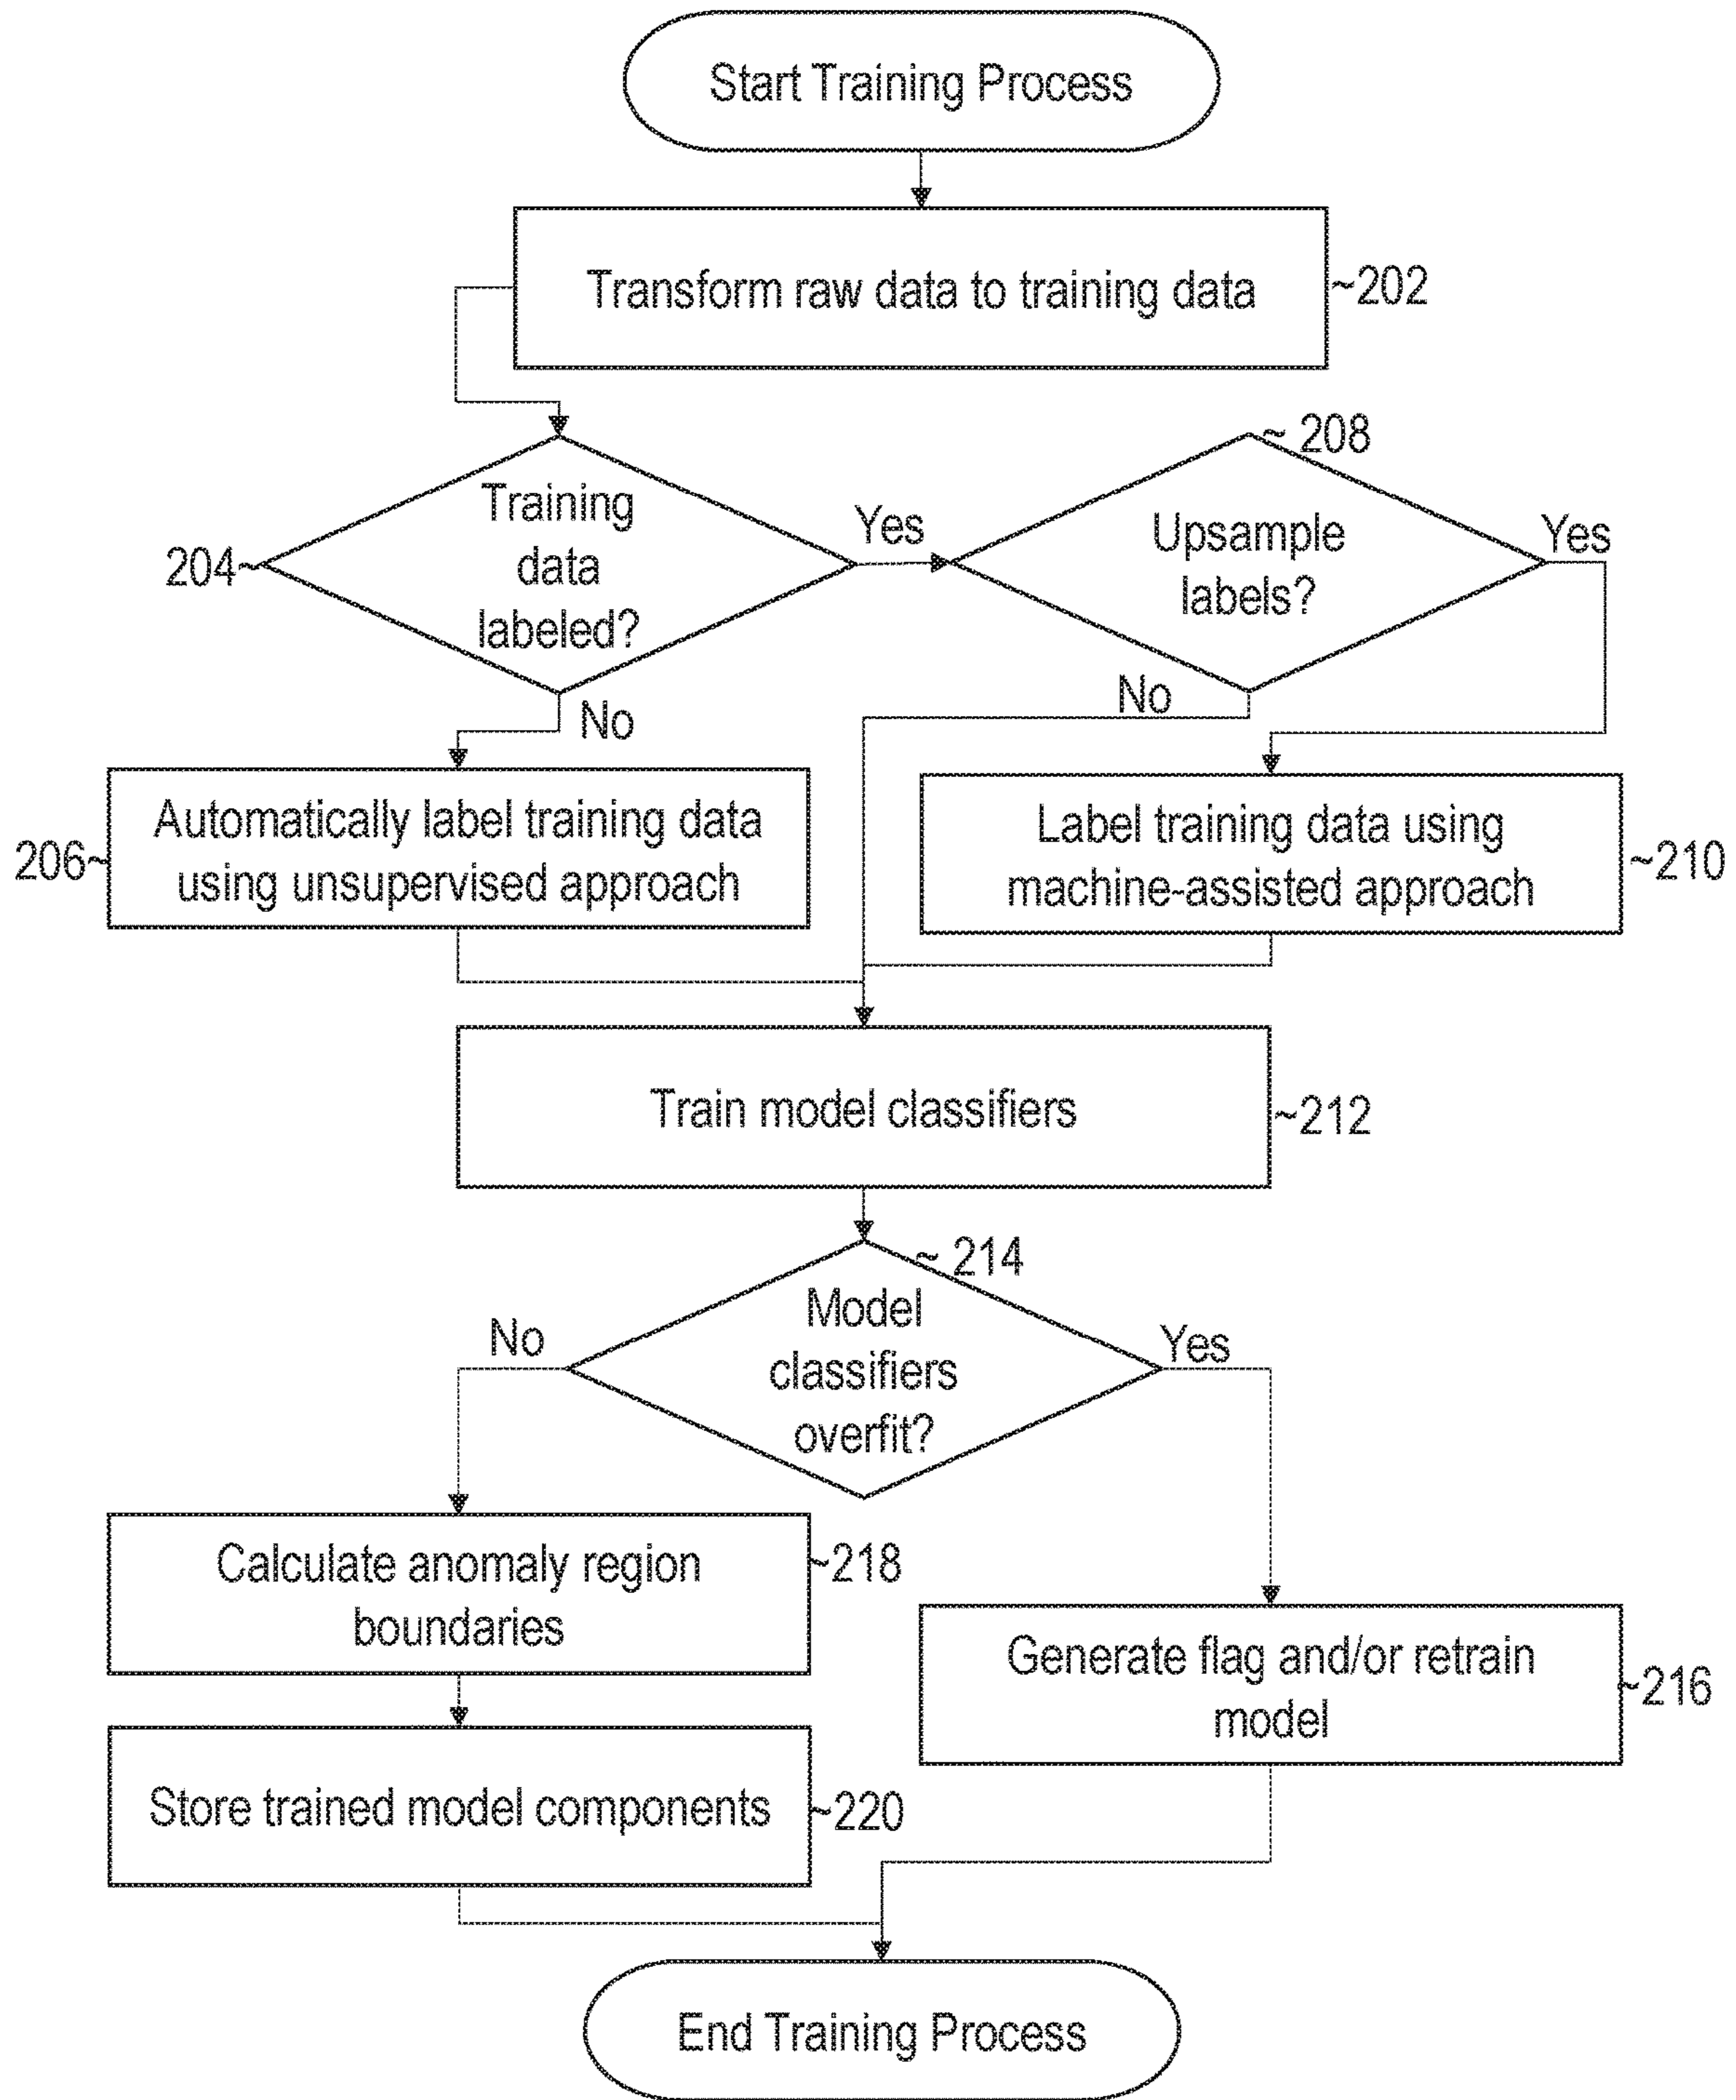 Start Training Process
Transform raw data to training data
~202
~ 208
Training
data
labeled?
204~
Yes
Upsample
labels?
Yes
No
No
Automatically label training data
using unsupervised approach
206~
Label training data using
machine-assisted approach
~210
Train model classifiers
~212
~ 214
Model
classifiers
overfit?
No
Yes
Calculate anomaly region
boundaries
~218
Generate flag and/or retrain
model
~216
Store trained model components
~220
End Training Process